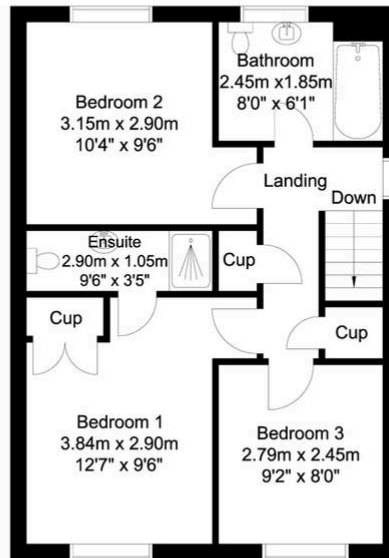 Bathroom
2.45m x1.85m
8'0" x 6'1"
Bedroom 2
3.15m x 2.90m
10'4" x 9'6"
Landing
Down
Ensuite
2.90m x 1.05m
9'6" x 3'5"
Cup
Cup
Cup
Bedroom 1
3.84m x 2.90m
12'7" x 9'6"
Bedroom 3
2.79m x 2.45m
9'2" x 8'0"